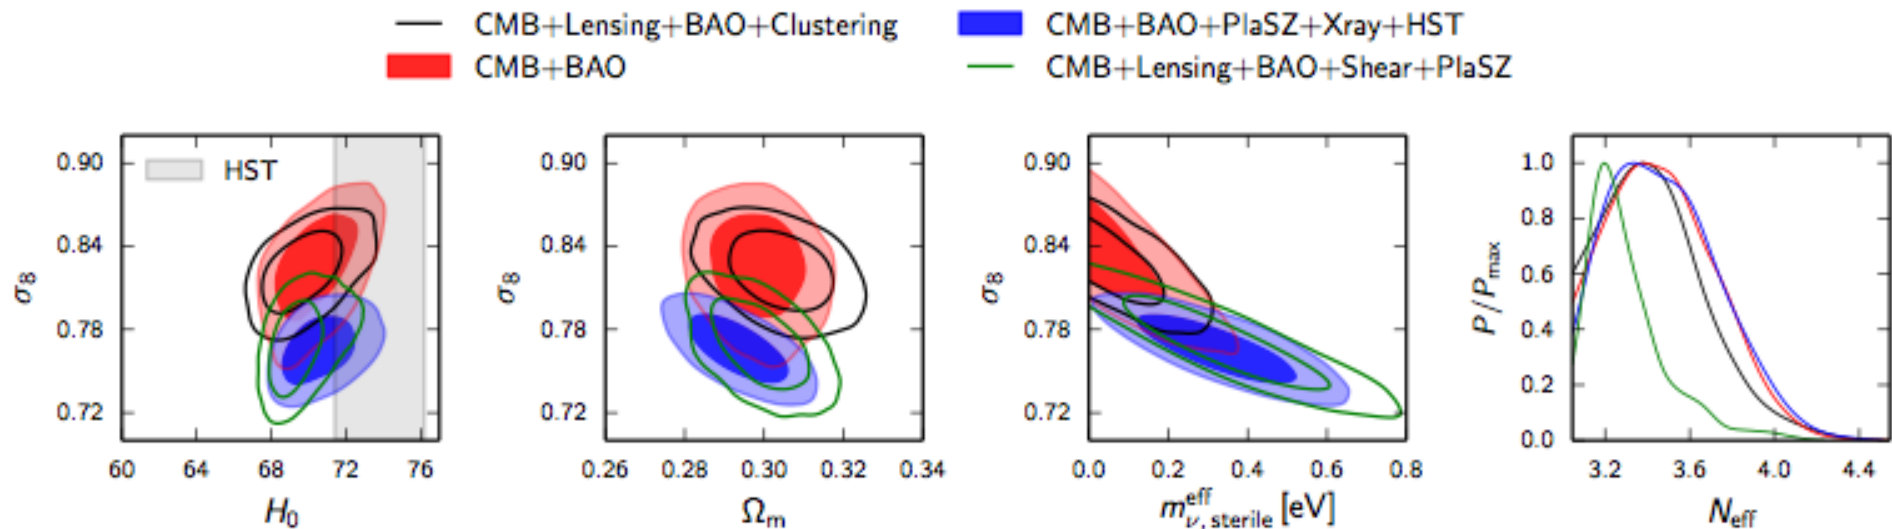 CMB+Lensing+BAO+Clustering
CMB+BAO+PlaSZ+Xray+HST
CMB+BAO
CMB+Lensing+BAO+Shear+PlaSZ
σ8
0.90
0.84
0.78
0.72
HST
60 64 68 72 76
H0
σ8
0.90
0.84
0.78
0.72
0.26 0.28 0.30 0.32 0.34
Ωm
σ8
0.90
0.84
0.78
0.72
0.0 0.2 0.4 0.6 0.8
m^eff_ν, sterile [eV]
P/Pmax
1.0
0.8
0.6
0.4
0.2
0.0
3.2 3.6 4.0 4.4
Neff